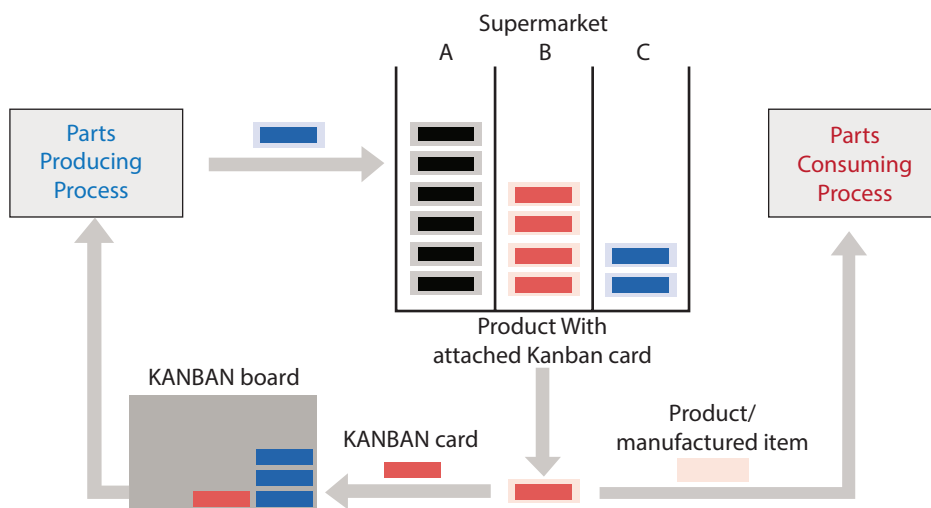 Supermarket
A B C
Parts
Producing
Process
Parts
Consuming
Process
Product With
attached Kanban card
KANBAN board
KANBAN card
Product/
manufactured item